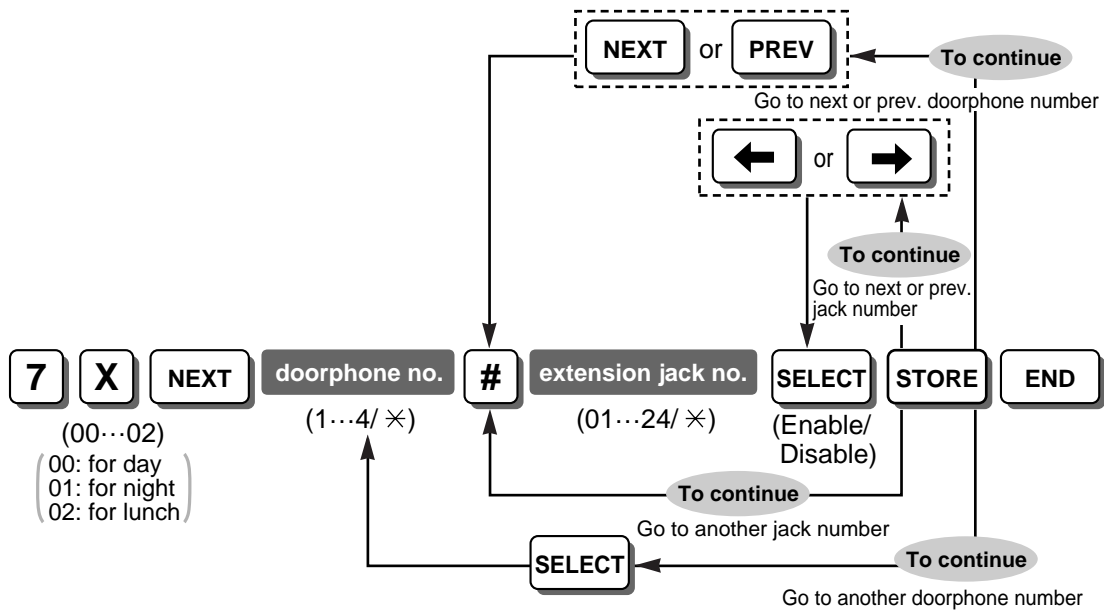 NEXT or PREV
To continue
Go to next or prev. doorphone number
← or →
To continue
Go to next or prev.
jack number
7 X NEXT doorphone no. # extension jack no. SELECT STORE END
(00···02)
(1···4/ ✳)
(01···24/ ✳)
(Enable/
Disable)
00: for day
01: for night
02: for lunch
To continue
Go to another jack number
SELECT
To continue
Go to another doorphone number